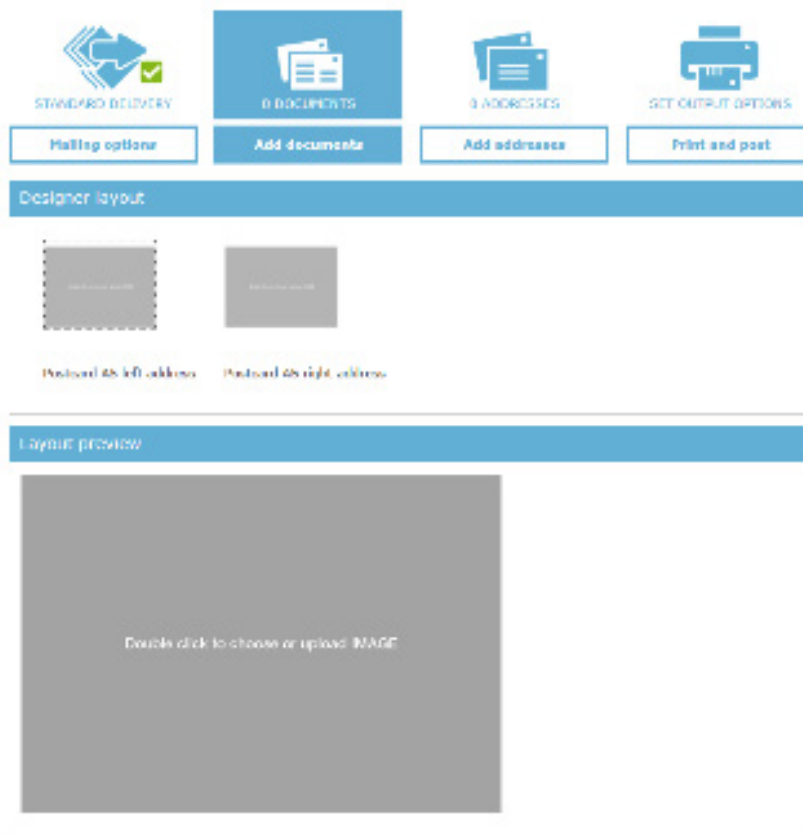 STANDARD DELIVERY
0 DOCUMENTS
0 ADDRESSES
SET OUTPUT OPTIONS
Mailing options
Add documents
Add addresses
Print and post
Designer layout
Postcard A5 left address
Postcard A5 right address
Layout preview
Double click to choose or upload IMAGE